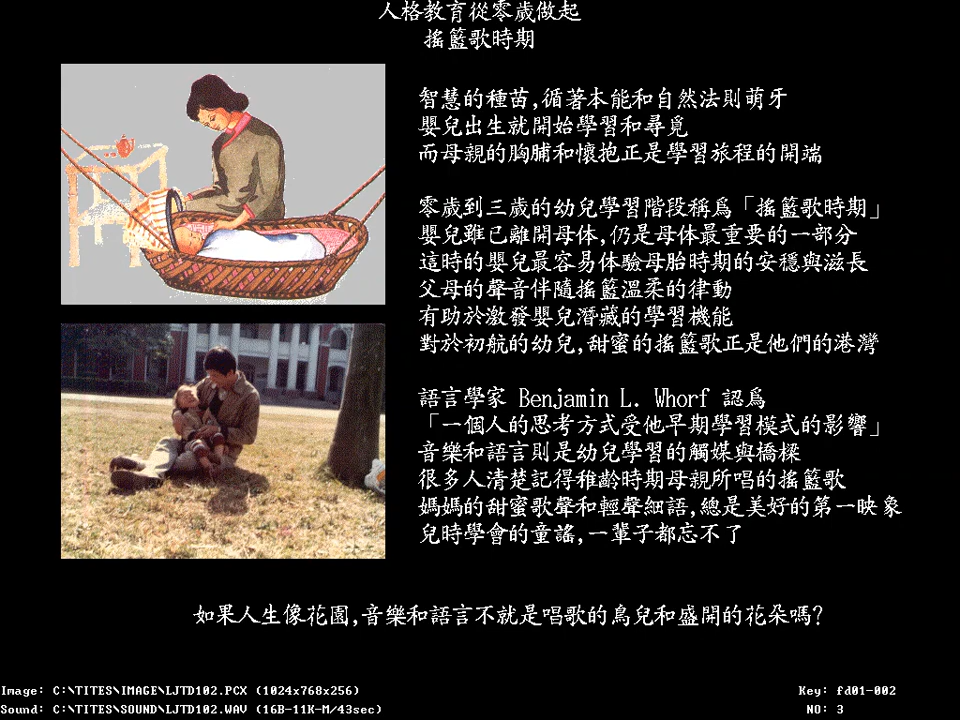 人格教育從零歲做起
搖籃歌時期
智慧的種苗,循著本能和自然法則萌牙
嬰兒出生就開始學習和尋覓
而母親的胸脯和懷抱正是學習旅程的開端
零歲到三歲的幼兒學習階段稱爲「搖籃歌時期」
嬰兒雖已離開母体,仍是母体最重要的一部分
這時的嬰兒最容易体驗母胎時期的安穩與滋長
父母的聲音伴隨搖籃溫柔的律動
有助於激發嬰兒潛藏的學習機能
對於初航的幼兒,甜蜜的搖籃歌正是他們的港灣
語言學家 Benjamin L. Whorf 認爲
「一個人的思考方式受他早期學習模式的影響」
音樂和語言則是幼兒學習的觸媒與橋樑
很多人清楚記得稚齡時期母親所唱的搖籃歌
媽媽的甜蜜歌聲和輕聲細語,總是美好的第一映象
兒時學會的童謠,一輩子都忘不了
如果人生像花園,音樂和語言不就是唱歌的鳥兒和盛開的花朵嗎?
Image: C:\TITES\IMAGE\LJTD102.PCX (1024x768x256)
Key: fd01-002
Sound: C:\TITES\SOUND\LJTD102.WAV (16B-11K-M/43sec)
NO: 3